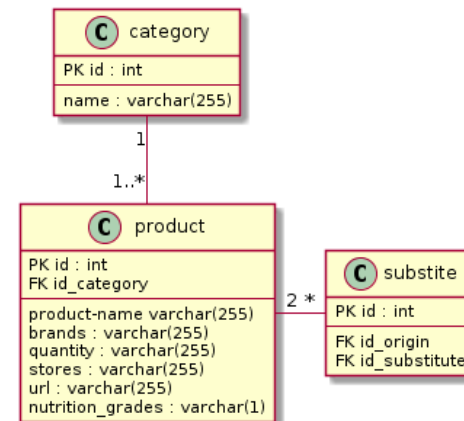 C category
PK id : int
name : varchar(255)
1
1..*
C product
PK id : int
FK id_category
product-name varchar(255)
brands : varchar(255)
quantity : varchar(255)
stores : varchar(255)
url : varchar(255)
nutrition_grades : varchar(1)
2 *
C substite
PK id : int
FK id_origin
FK id_substitute